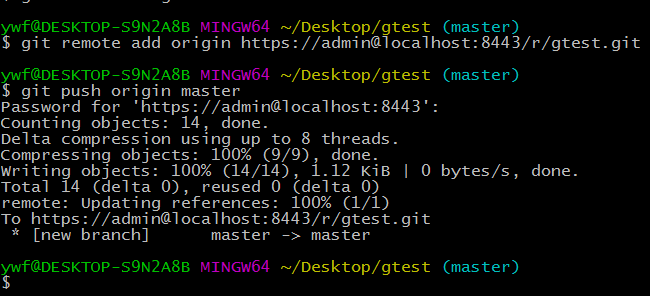 ywf@DESKTOP-S9N2A8B MINGW64 ~/Desktop/gtest (master)
$ git remote add origin https://admin@localhost:8443/r/gtest.git
ywf@DESKTOP-S9N2A8B MINGW64 ~/Desktop/gtest (master)
$ git push origin master
Password for 'https://admin@localhost:8443':
Counting objects: 14, done.
Delta compression using up to 8 threads.
Compressing objects: 100% (9/9), done.
Writing objects: 100% (14/14), 1.12 KiB | 0 bytes/s, done.
Total 14 (delta 0), reused 0 (delta 0)
remote: Updating references: 100% (1/1)
To https://admin@localhost:8443/r/gtest.git
 * [new branch]      master -> master
ywf@DESKTOP-S9N2A8B MINGW64 ~/Desktop/gtest (master)
$